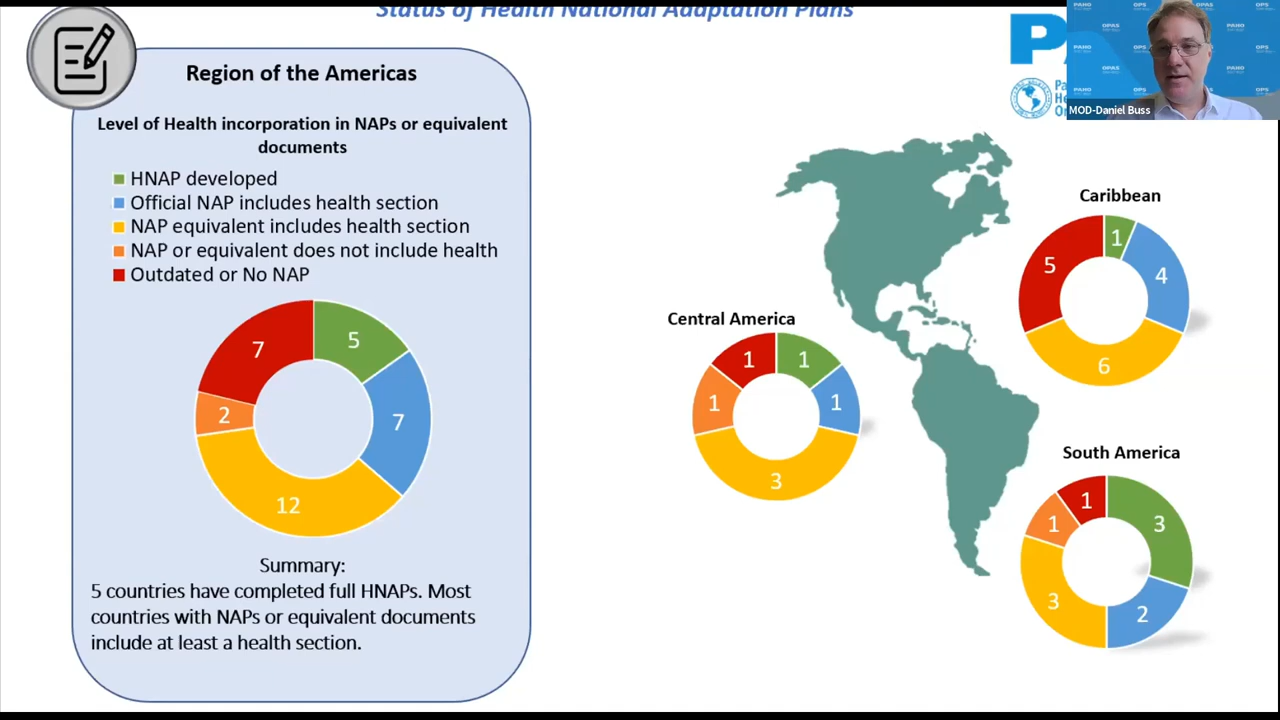 Status of Health National Adaptation Plans
Region of the Americas
Level of Health incorporation in NAPs or equivalent
documents
HNAP developed
Official NAP includes health section
NAP equivalent includes health section
NAP or equivalent does not include health
Outdated or No NAP
5
7
12
2
7
Summary:
5 countries have completed full HNAPs. Most
countries with NAPs or equivalent documents
include at least a health section.
Central America
1
1
3
1
1
Caribbean
1
4
6
5
South America
3
2
3
1
1
MOD-Daniel Buss
PAHO
OPS
OPAS